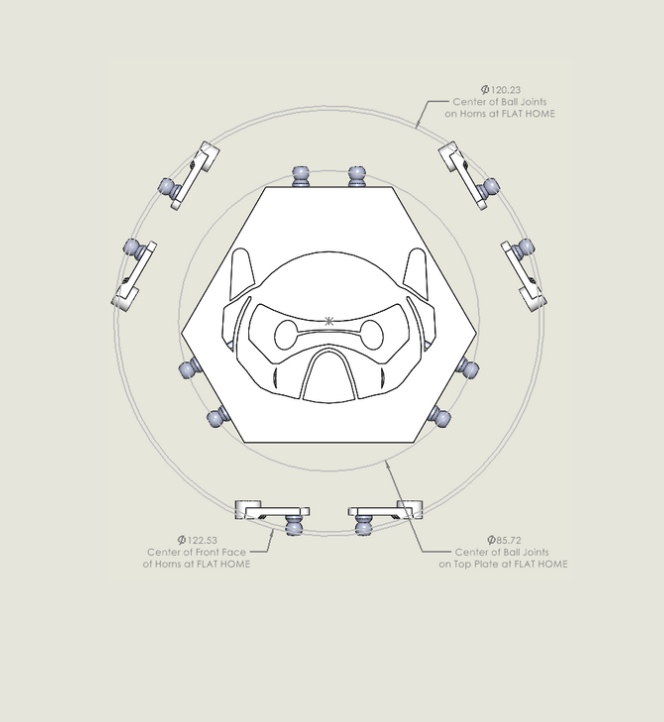 Ø120.23
Center of Ball Joints
on Horns at FLAT HOME
Ø122.53
Center of Front Face
of Horns at FLAT HOME
Ø85.72
Center of Ball Joints
on Top Plate at FLAT HOME